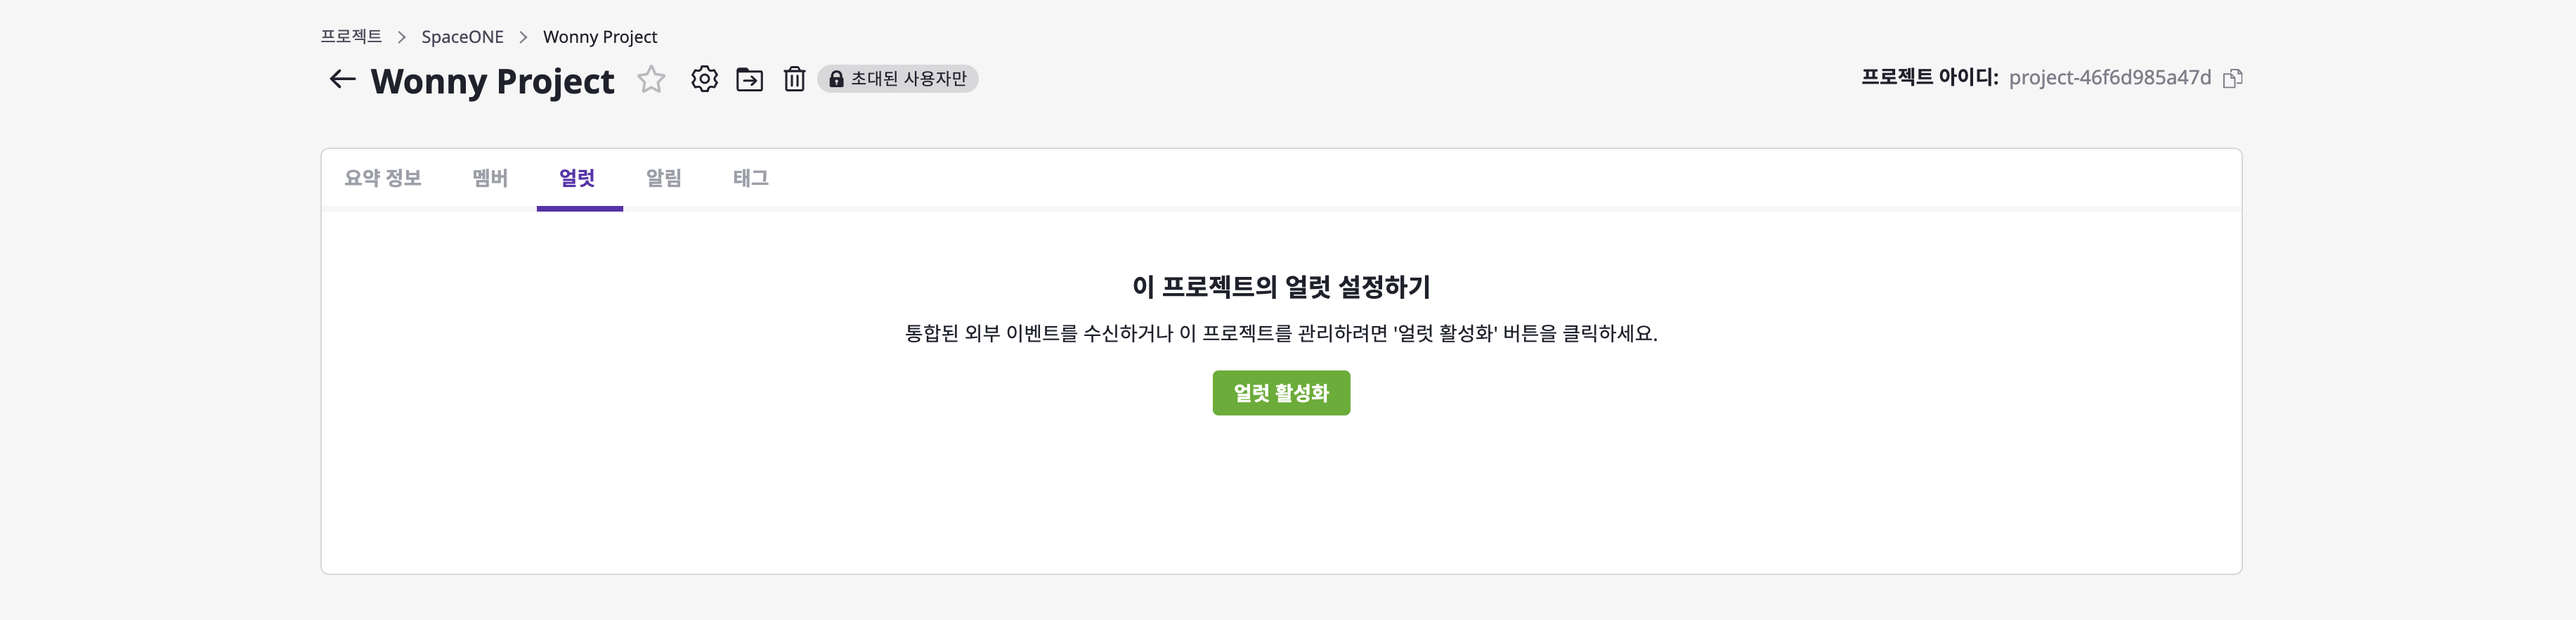 프로젝트 > SpaceONE > Wonny Project
Wonny Project 초대된 사용자만 프로젝트 아이디: project-46f6d985a47d
요약 정보 멤버 얼럿 알림 태그
이 프로젝트의 얼럿 설정하기
통합된 외부 이벤트를 수신하거나 이 프로젝트를 관리하려면 '얼럿 활성화' 버튼을 클릭하세요.
얼럿 활성화